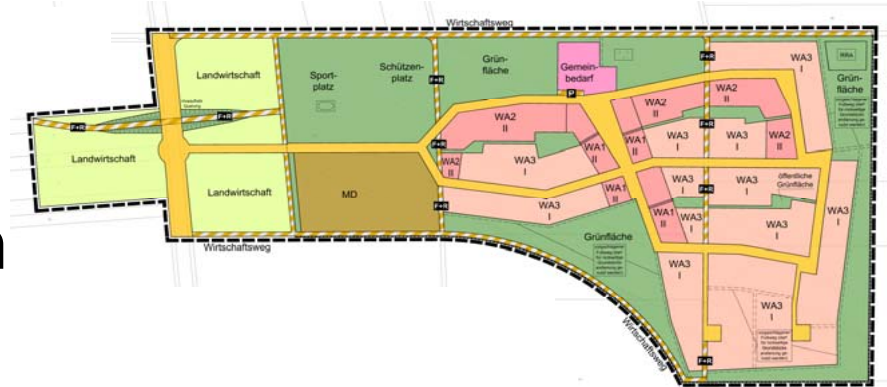 Wirtschaftsweg
Landwirtschaft
Sport-
platz
Schützen-
platz
Grün-
fläche
Gemein-
bedarf
P
F+R
F+R
F+R
F+R
WA3
I
RRA
Grün-
fläche
Landwirtschaft
F+R
F+R
WA2
II
WA1
II
WA2
II
WA1
II
WA2
II
WA3
I
WA3
I
WA2
II
F+R
WA2
II
WA3
I
WA3
I
WA1
II
F+R
WA3
I
WA3
I
öffentliche
Grünfläche
WA3
I
Landwirtschaft
MD
F+R
WA1
II
WA3
I
WA3
I
Wirtschaftsweg
Grünfläche
WA3
I
WA3
I
Wirtschaftsweg
F+R
n